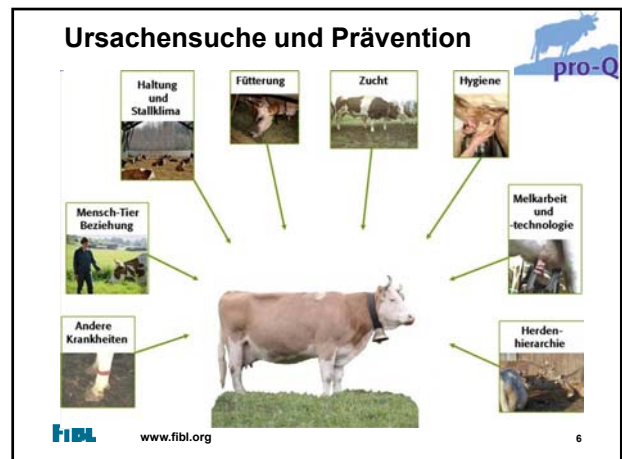 Ursachensuche und Prävention
pro-Q
Haltung
und
Stallklima
Fütterung
Zucht
Hygiene
Mensch-Tier
Beziehung
Melkarbeit
und
-technologie
Andere
Krankheiten
Herden-
hierarchie
FiBL
www.fibl.org
6